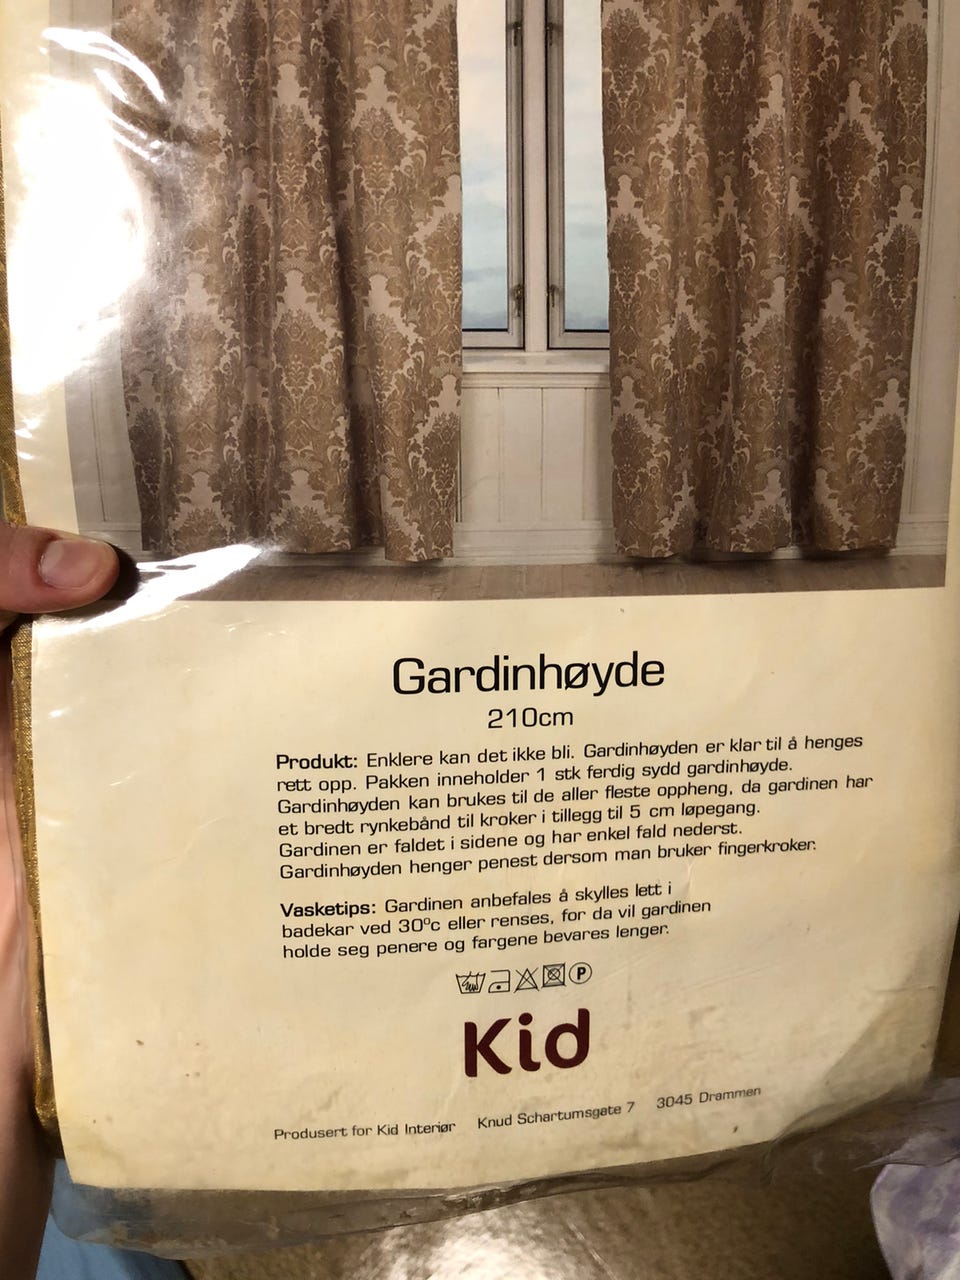 Gardinhøyde
210cm
Produkt: Enklere kan det ikke bli. Gardinhøyden er klar til å henges
rett opp. Pakken inneholder 1 stk ferdig sydd gardinhøyde.
Gardinhøyden kan brukes til de aller fleste oppheng, da gardinen har
et bredt rynkebånd til kroker i tillegg til 5 cm løpegang.
Gardinen er faldet i sidene og har enkel fald nederst.
Gardinhøyden henger penest dersom man bruker fingerkroker.
Vasketips: Gardinen anbefales å skylles lett i
badekar ved 30ºc eller renses, for da vil gardinen
holde seg penere og fargene bevares lenger.
P
Kid
Produsert for Kid Interiør Knud Schartumsgate 7 3045 Drammen